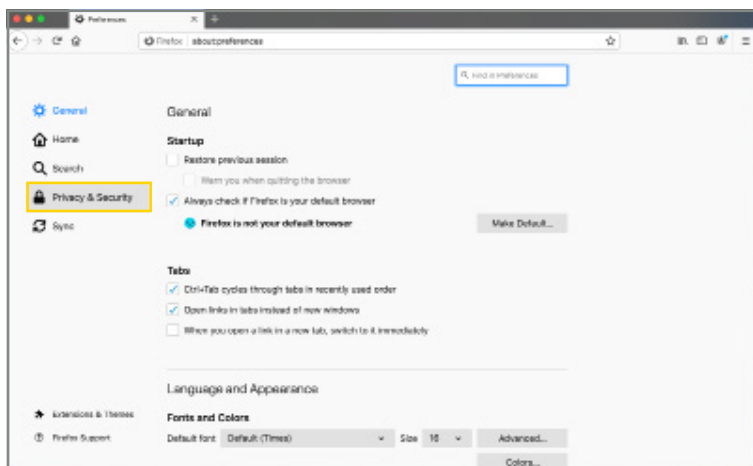 Preferences
Firefox about:preferences
Find in Preferences
General
Home
Search
Privacy & Security
Sync
Extensions & Themes
Firefox Support
General
Startup
Restore previous session
Warn you when quitting the browser
Always check if Firefox is your default browser
Firefox is not your default browser
Make Default...
Tabs
Ctrl+Tab cycles through tabs in recently used order
Open links in tabs instead of new windows
When you open a link in a new tab, switch to it immediately
Language and Appearance
Fonts and Colors
Default font Default (Times) Size 16 Advanced...
Colors...